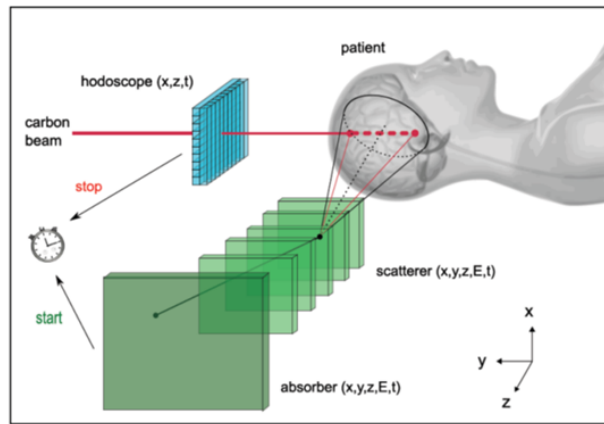 patient
hodoscope (x,z,t)
carbon
beam
stop
scatterer (x,y,z,E,t)
start
absorber (x,y,z,E,t)
x
y
z